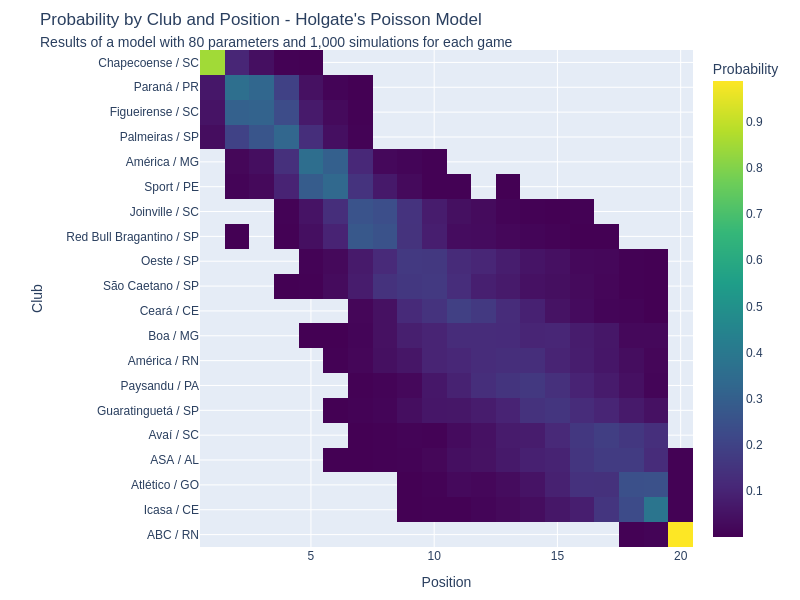 Probability by Club and Position - Holgate's Poisson Model
Results of a model with 80 parameters and 1,000 simulations for each game
Probability
Chapecoense / SC
Paraná / PR
Figueirense / SC
Palmeiras / SP
América / MG
Sport / PE
Joinville / SC
Red Bull Bragantino / SP
Oeste / SP
São Caetano / SP
Ceará / CE
Boa / MG
América / RN
Paysandu / PA
Guaratinguetá / SP
Avaí / SC
ASA / AL
Atlético / GO
Icasa / CE
ABC / RN
Club
5
10
15
20
Position
0.9
0.8
0.7
0.6
0.5
0.4
0.3
0.2
0.1